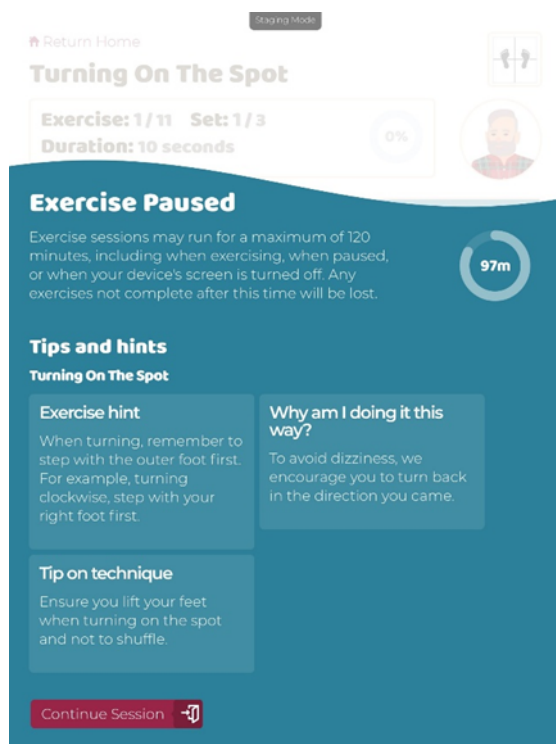 Staging Mode
Return Home
Turning On The Spot
Exercise: 1/11 Set: 1/3
Duration: 10 seconds
0%
Exercise Paused
Exercise sessions may run for a maximum of 120
minutes, including when exercising, when paused,
or when your device's screen is turned off. Any
exercises not complete after this time will be lost.
97m
Tips and hints
Turning On The Spot
Exercise hint
When turning, remember to
step with the outer foot first.
For example, turning
clockwise, step with your
right foot first.
Why am I doing it this
way?
To avoid dizziness, we
encourage you to turn back
in the direction you came.
Tip on technique
Ensure you lift your feet
when turning on the spot
and not to shuffle.
Continue Session